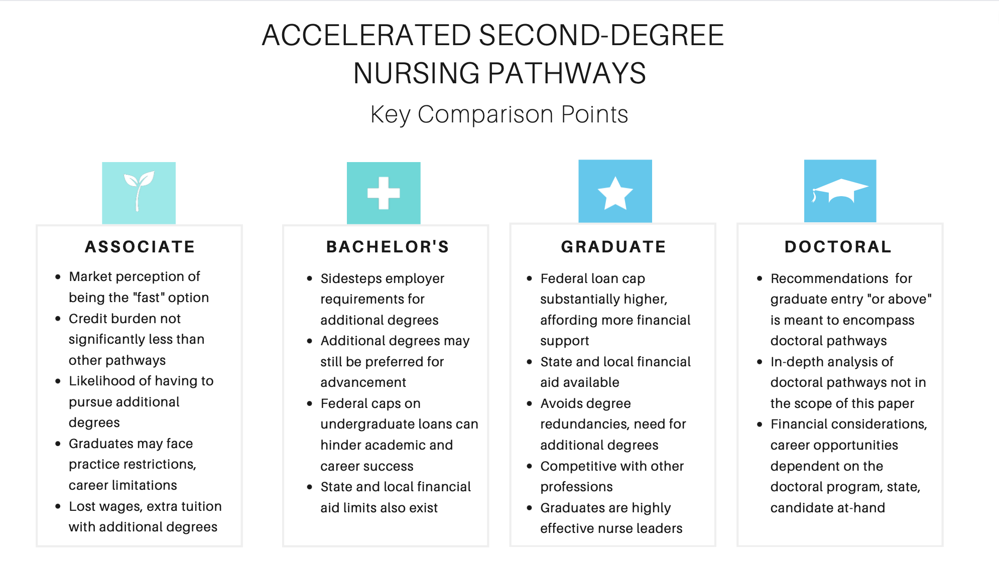 ACCELERATED SECOND-DEGREE
NURSING PATHWAYS
Key Comparison Points
ASSOCIATE
• Market perception of
being the "fast" option
• Credit burden not
significantly less than
other pathways
• Likelihood of having to
pursue additional
degrees
• Graduates may face
practice restrictions,
career limitations
• Lost wages, extra tuition
with additional degrees
BACHELOR'S
• Sidesteps employer
requirements for
additional degrees
• Additional degrees may
still be preferred for
advancement
• Federal caps on
undergraduate loans can
hinder academic and
career success
• State and local financial
aid limits also exist
GRADUATE
• Federal loan cap
substantially higher,
affording more financial
support
• State and local financial
aid available
• Avoids degree
redundancies, need for
additional degrees
• Competitive with other
professions
• Graduates are highly
effective nurse leaders
DOCTORAL
• Recommendations for
graduate entry "or above"
is meant to encompass
doctoral pathways
• In-depth analysis of
doctoral pathways not in
the scope of this paper
• Financial considerations,
career opportunities
dependent on the
doctoral program, state,
candidate at-hand